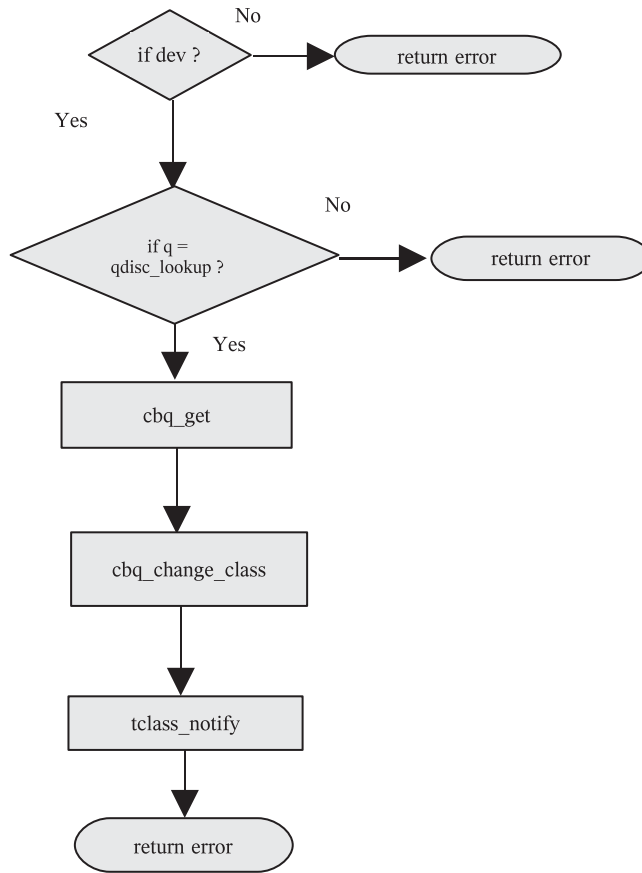 No
if dev ?
return error
Yes
No
if q =
qdisc_lookup ?
return error
Yes
cbq_get
cbq_change_class
tclass_notify
return error